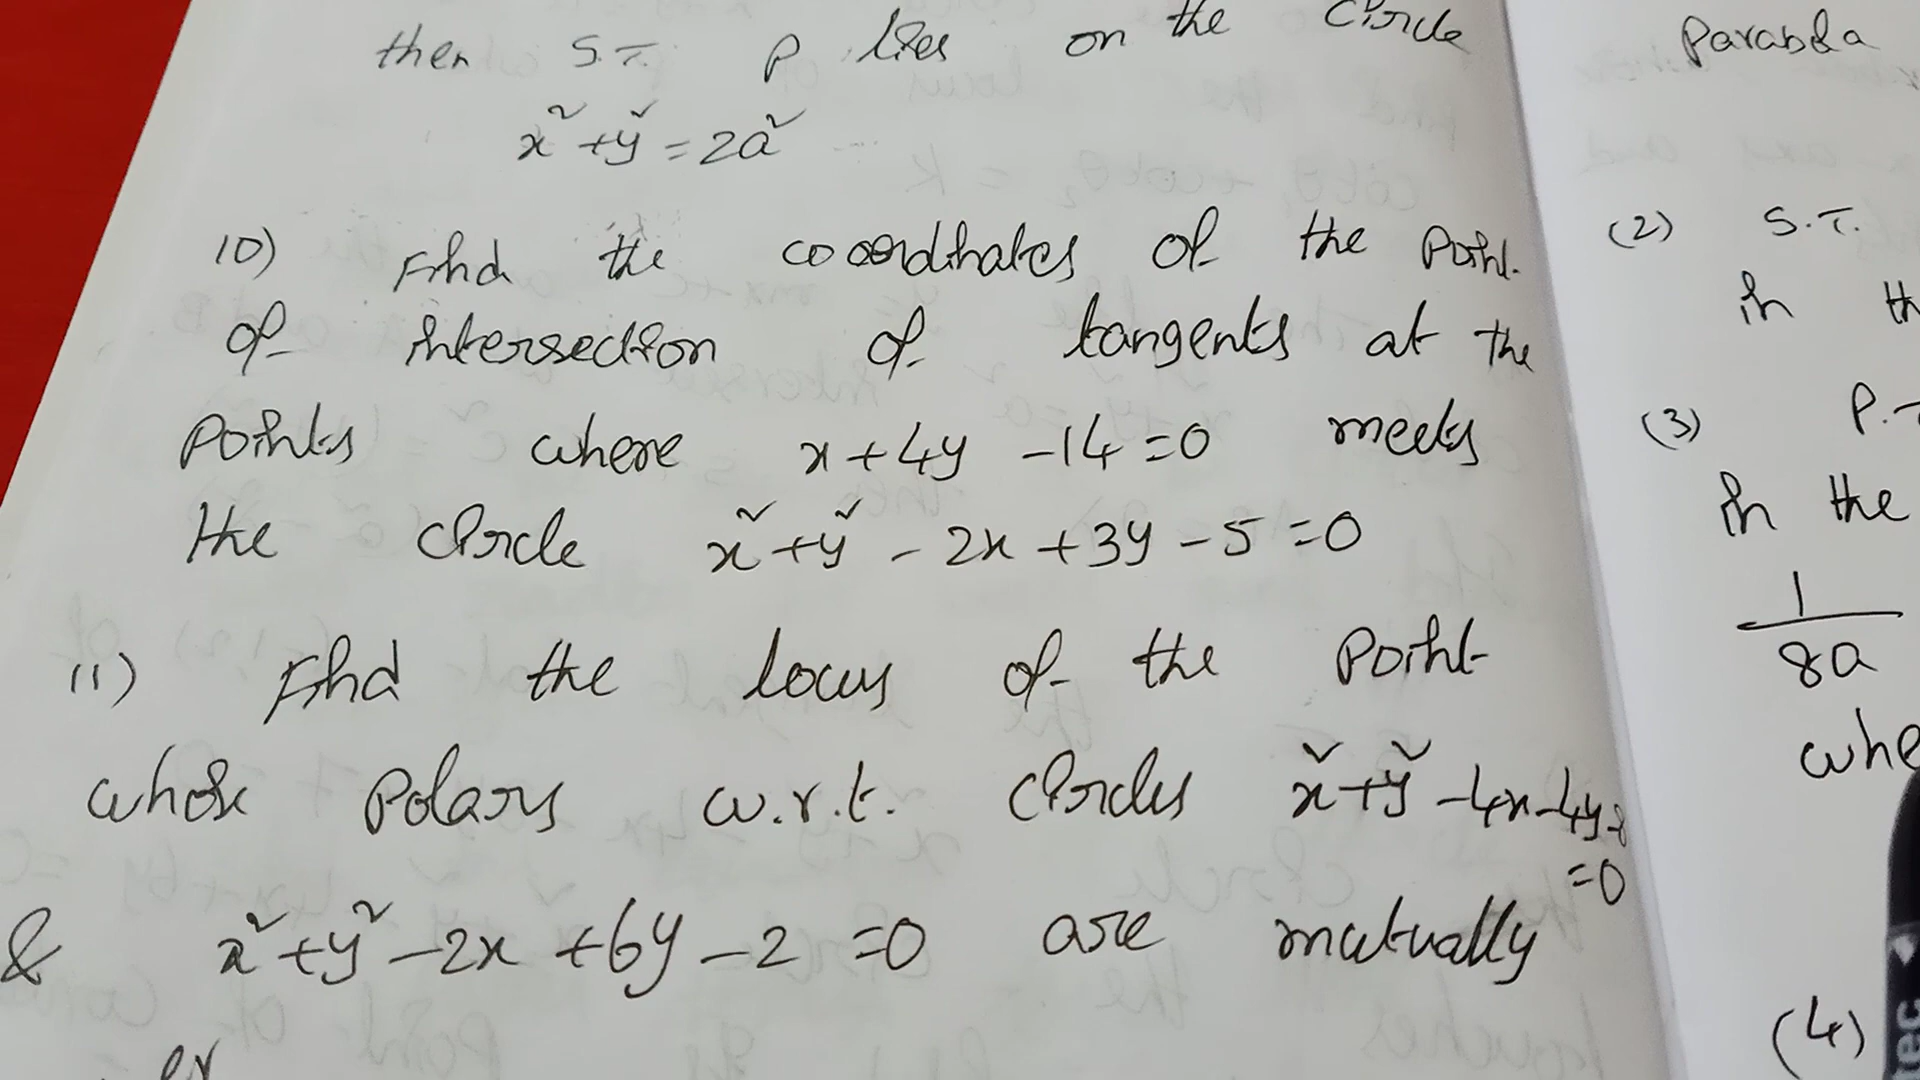 then S.T. P lies on the circle
x²+y²=2a²
10) Find the coordinates of the point
of intersection of tangents at the
points where x+4y-14=0 meets
the circle x²+y²-2x+3y-5=0
11) Find the locus of the point
whose polars w.r.t. circles x²+y²-4x-4y-8
=0
& x²+y²-2x+6y-2=0 are mutually
Parabola
(2) S.T.
in
(3) P.T
in the
1
8a
whe
(4)